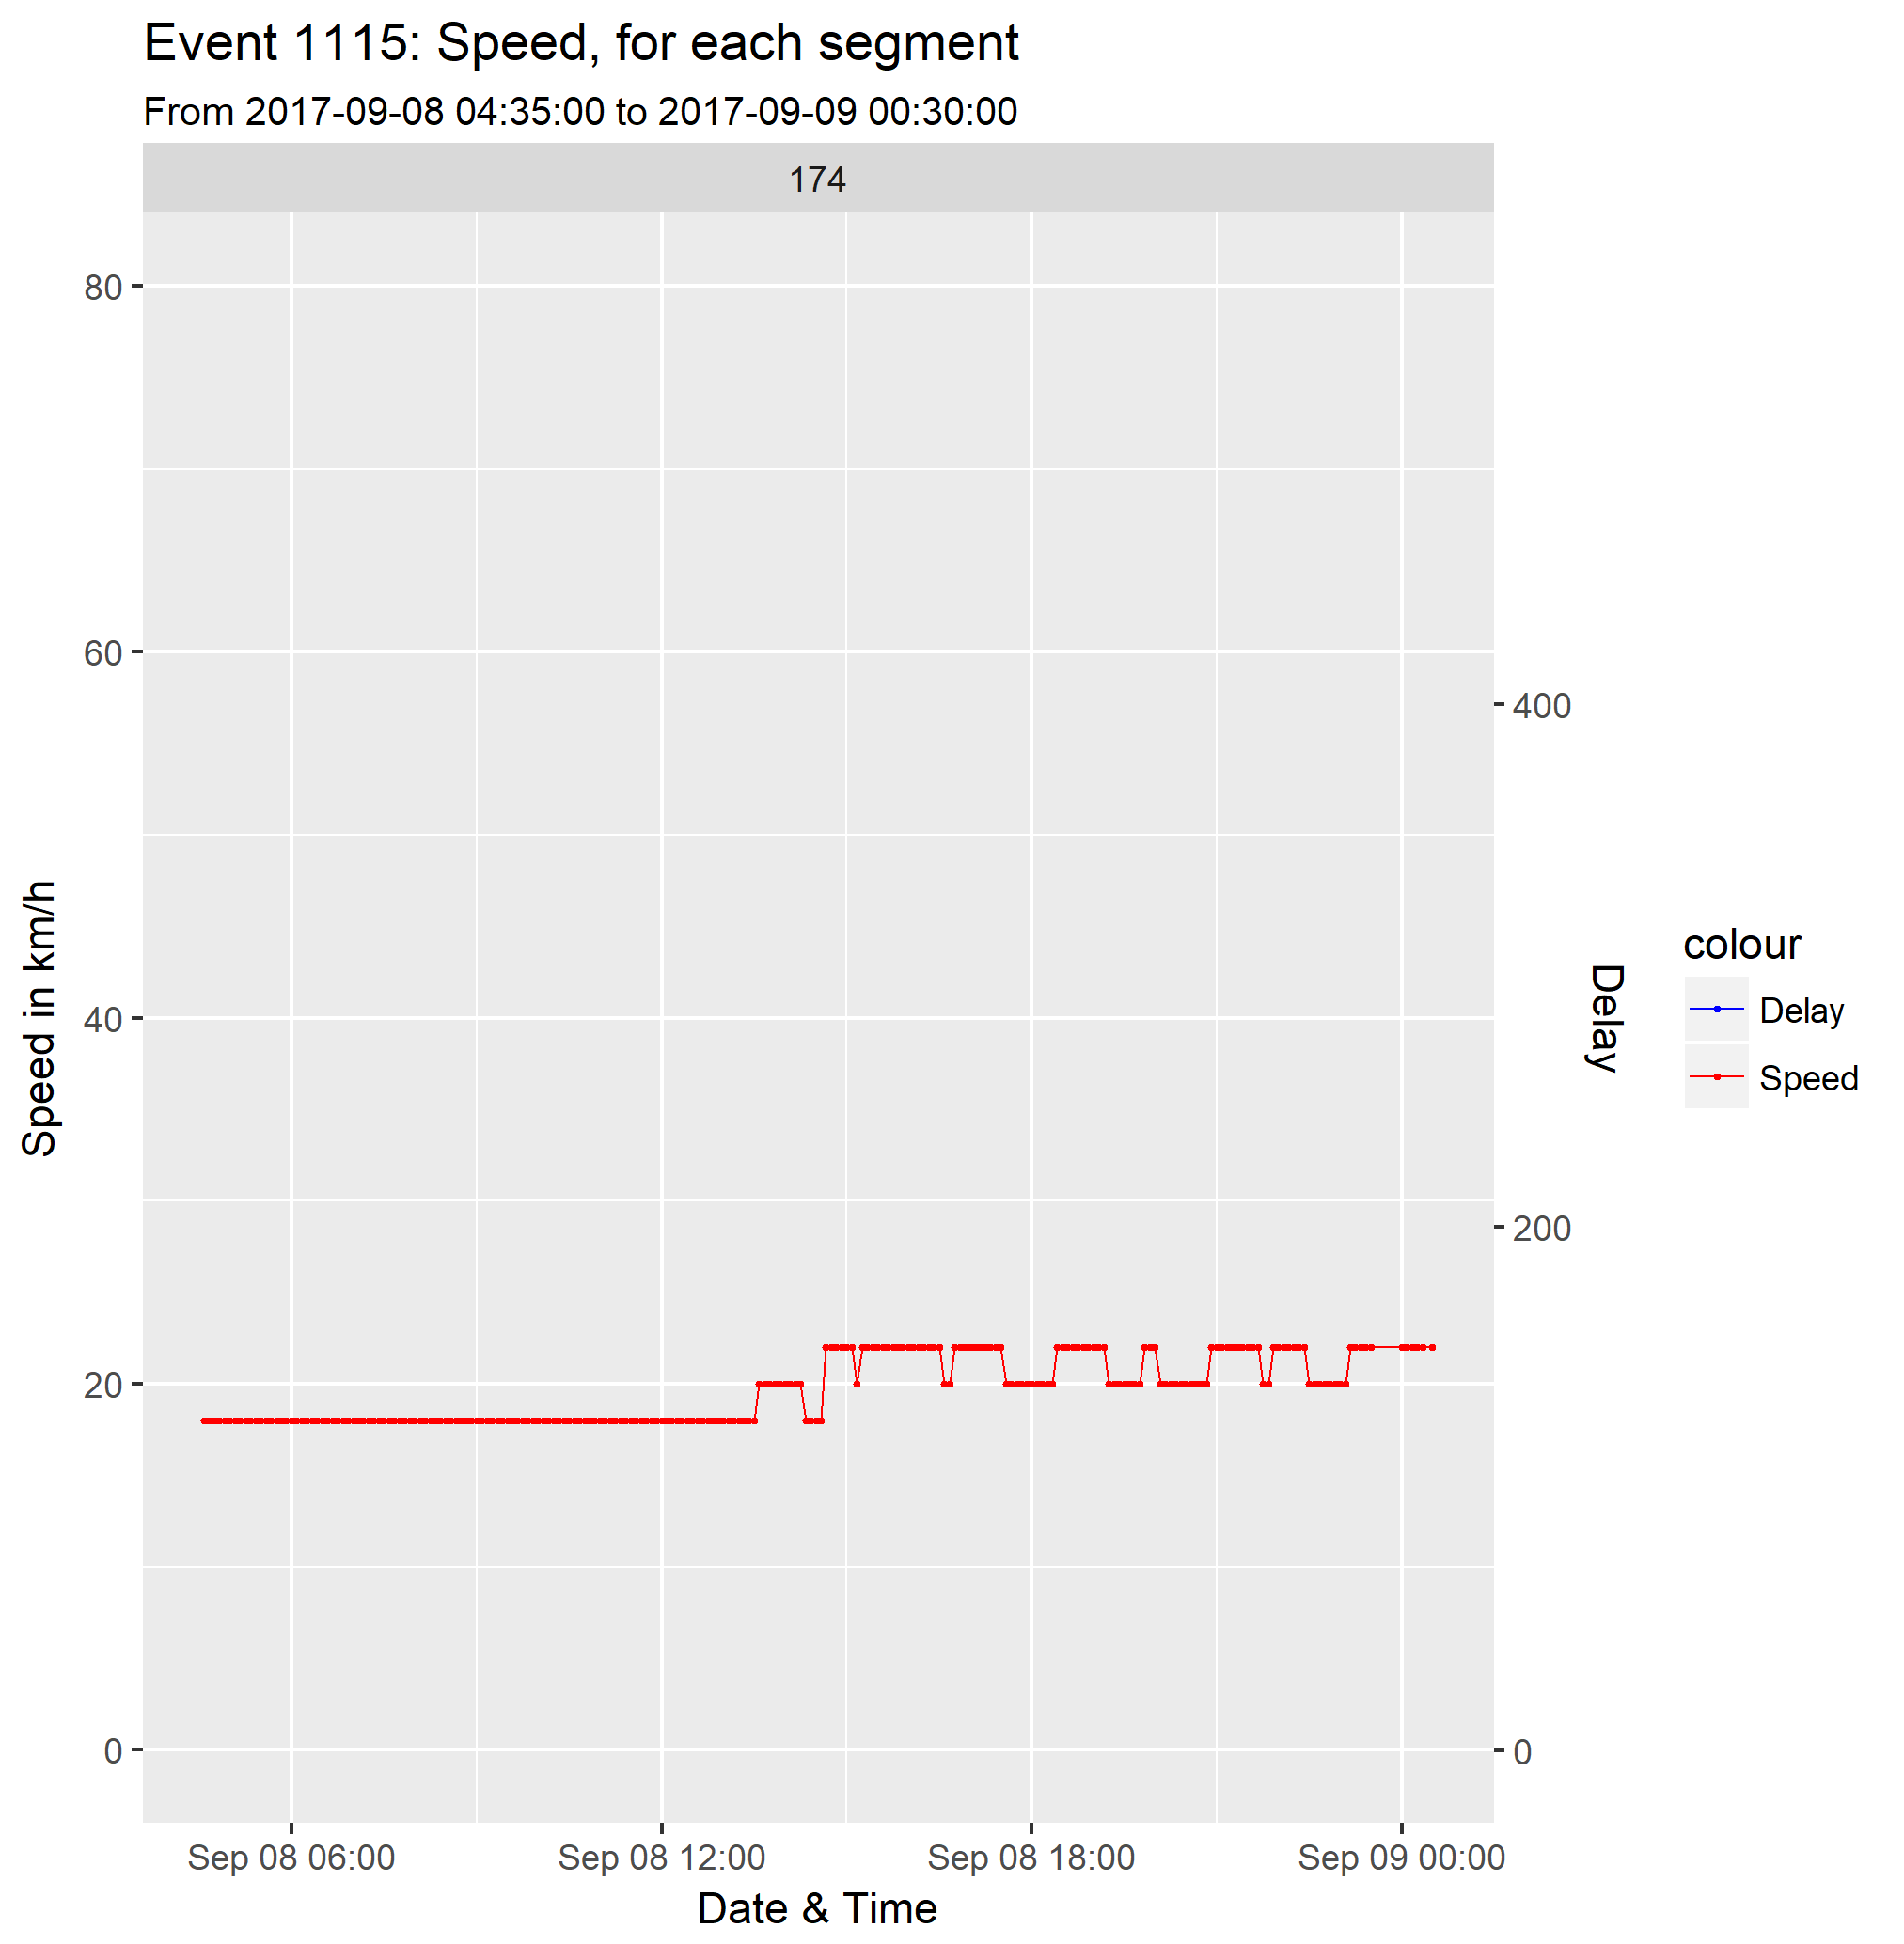 Event 1115: Speed, for each segment
From 2017-09-08 04:35:00 to 2017-09-09 00:30:00
174
80
60
40
20
0
Speed in km/h
400
200
0
Delay
colour
Delay
Speed
Sep 08 06:00
Sep 08 12:00
Sep 08 18:00
Sep 09 00:00
Date & Time